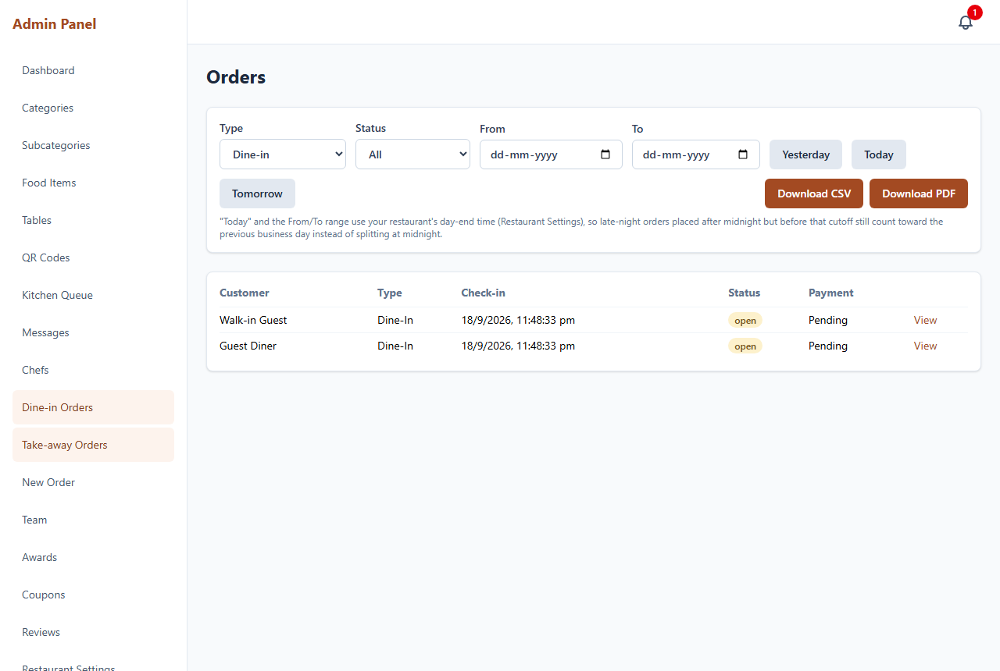 Admin Panel
1
Dashboard
Categories
Subcategories
Food Items
Tables
QR Codes
Kitchen Queue
Messages
Chefs
Dine-in Orders
Take-away Orders
New Order
Team
Awards
Coupons
Reviews
Restaurant Settings
Orders
Type Status From To
Dine-in All dd-mm-yyyy dd-mm-yyyy Yesterday Today
Tomorrow Download CSV Download PDF
"Today" and the From/To range use your restaurant's day-end time (Restaurant Settings), so late-night orders placed after midnight but before that cutoff still count toward the
previous business day instead of splitting at midnight.
Customer Type Check-in Status Payment
Walk-in Guest Dine-In 18/9/2026, 11:48:33 pm open Pending View
Guest Diner Dine-In 18/9/2026, 11:48:33 pm open Pending View